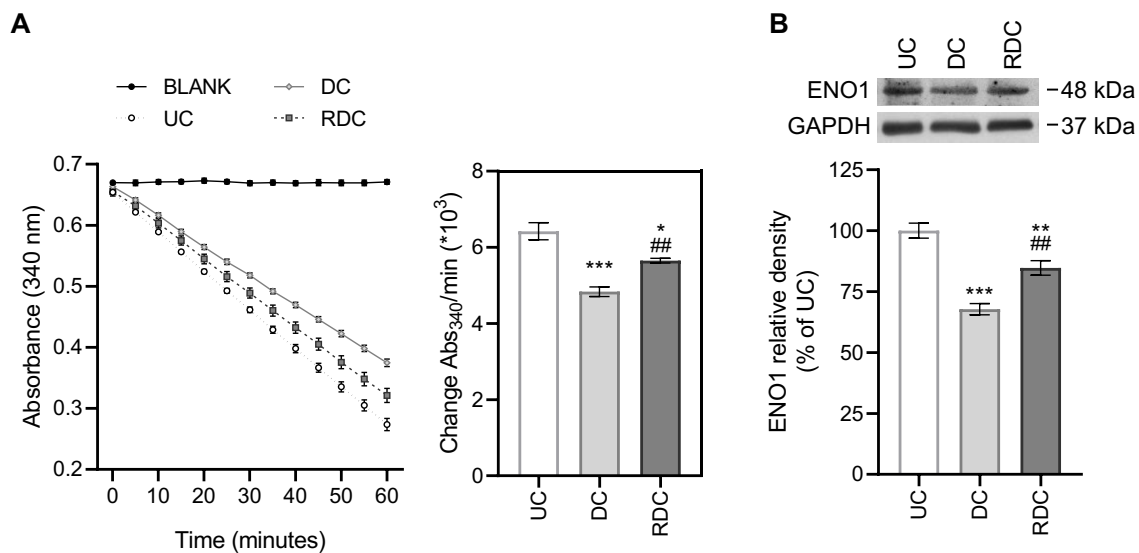 A
BLANK
UC
DC
RDC
Absorbance (340 nm)
0.7
0.6
0.5
0.4
0.3
0.2
0
10
20
30
40
50
60
Time (minutes)
Change Abs340/min (*10^3)
8
6
4
2
0
***
*
##
UC
DC
RDC
B
UC
DC
RDC
ENO1
−48 kDa
GAPDH
−37 kDa
ENO1 relative density
(% of UC)
125
100
75
50
25
0
***
**
##
UC
DC
RDC